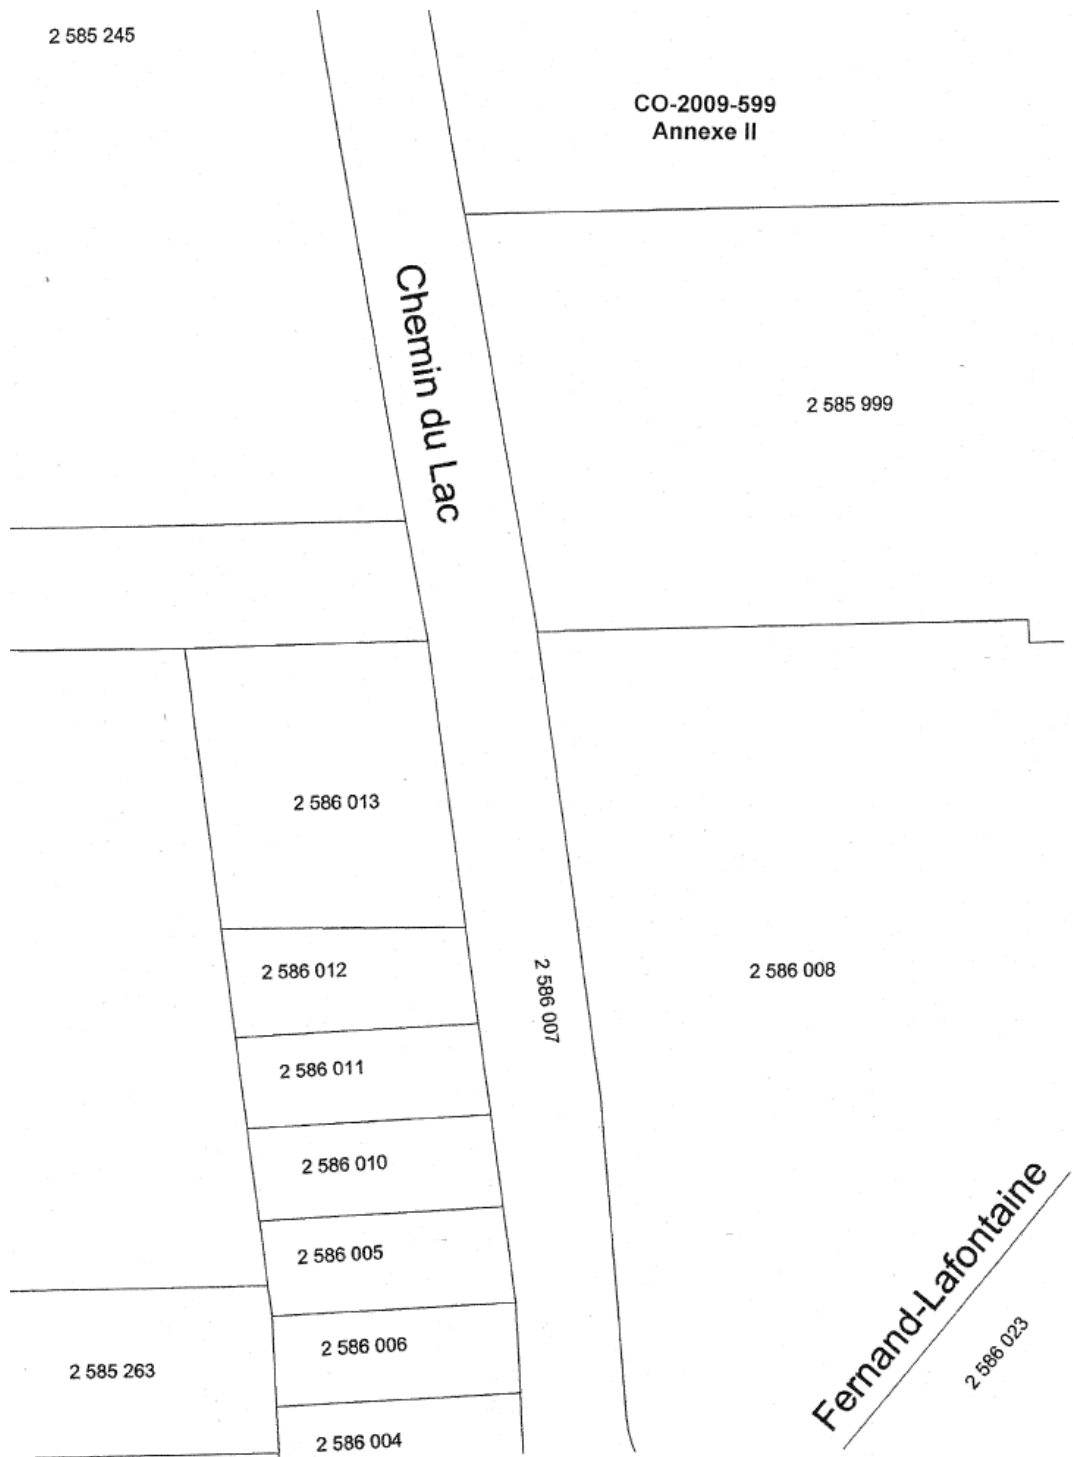 2 585 245
CO-2009-599
Annexe II
Chemin du Lac
2 585 999
2 586 013
2 586 012
2 586 007
2 586 008
2 586 011
2 586 010
2 586 005
2 586 006
2 585 263
2 586 004
Fernand-Lafontaine
2 586 023